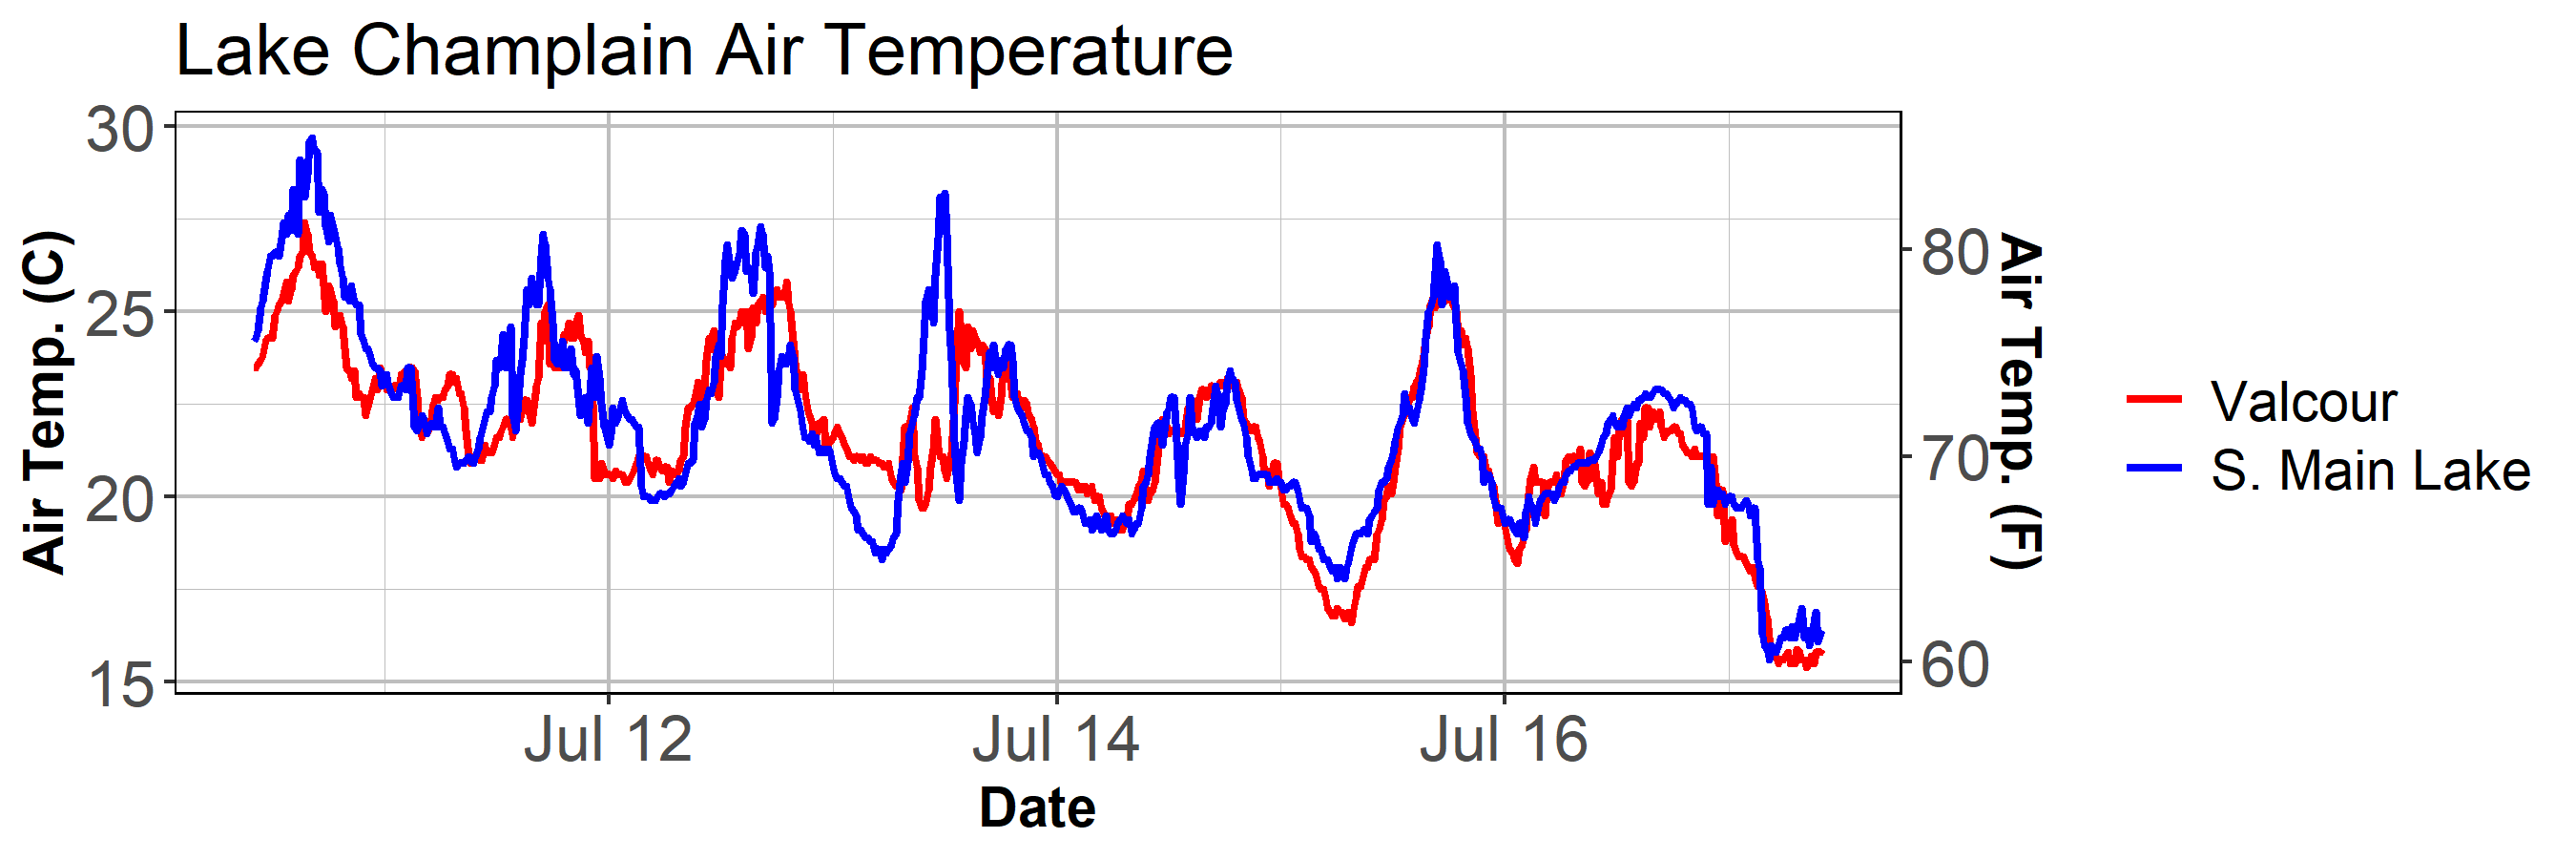 Lake Champlain Air Temperature
Air Temp. (C)
30
25
20
15
Air Temp. (F)
80
70
60
Jul 12
Jul 14
Jul 16
Date
Valcour
S. Main Lake